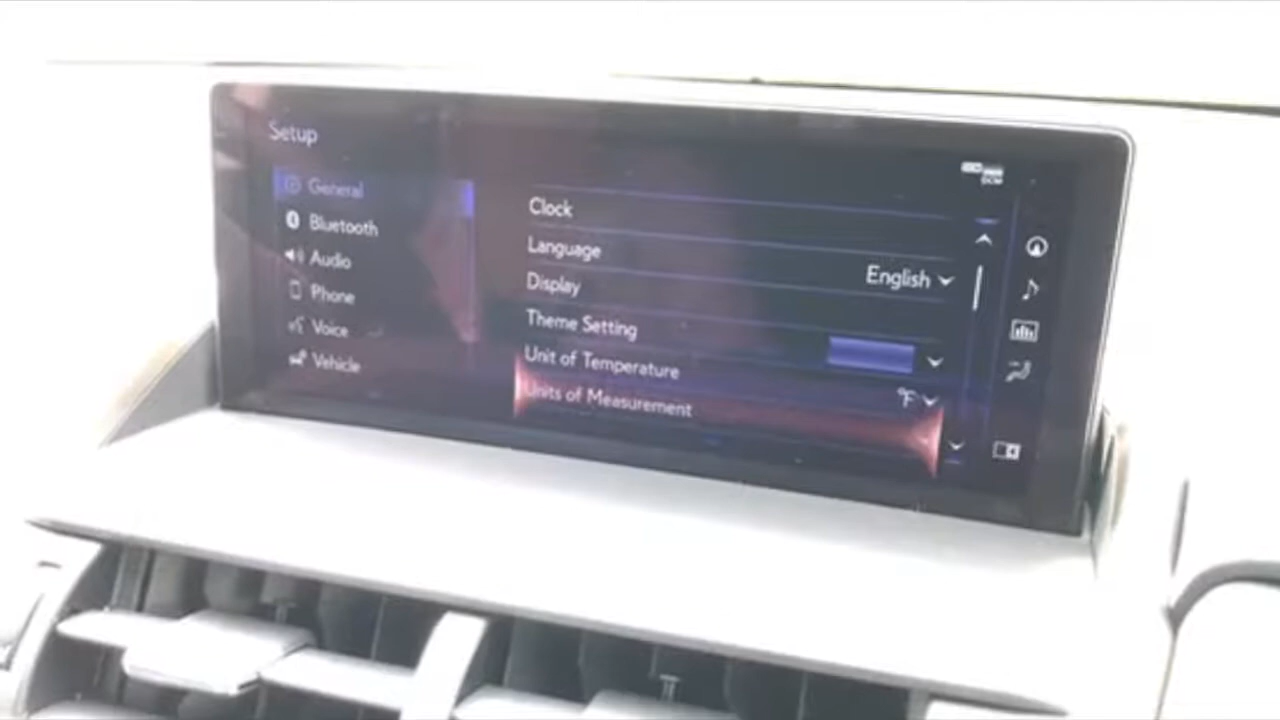 Setup
General
Bluetooth
Audio
Phone
Voice
Vehicle
Clock
Language
English
Display
Theme Setting
Unit of Temperature
°F
Units of Measurement
DCM